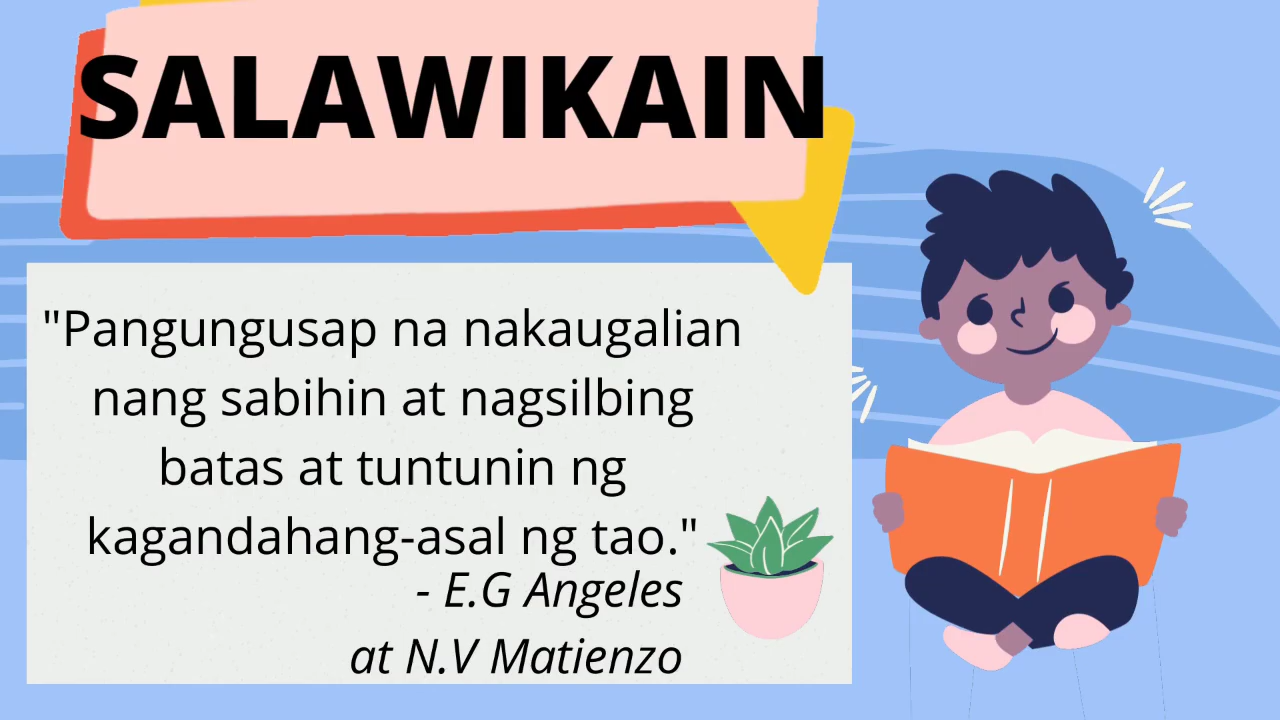 SALAWIKAIN
"Pangungusap na nakaugalian
nang sabihin at nagsilbing
batas at tuntunin ng
kagandahang-asal ng tao."
- E.G Angeles
at N.V Matienzo